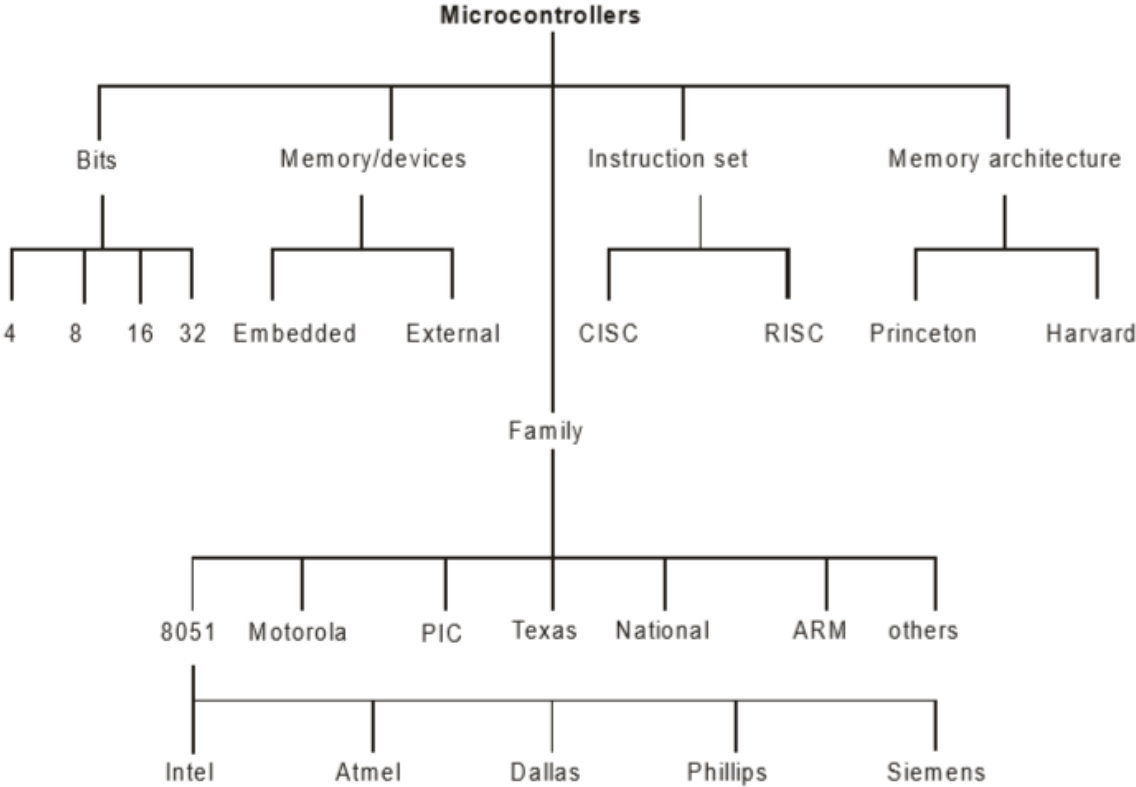 Microcontrollers
Bits Memory/devices Instruction set Memory architecture
4 8 16 32 Embedded External CISC RISC Princeton Harvard
Family
8051 Motorola PIC Texas National ARM others
Intel Atmel Dallas Phillips Siemens